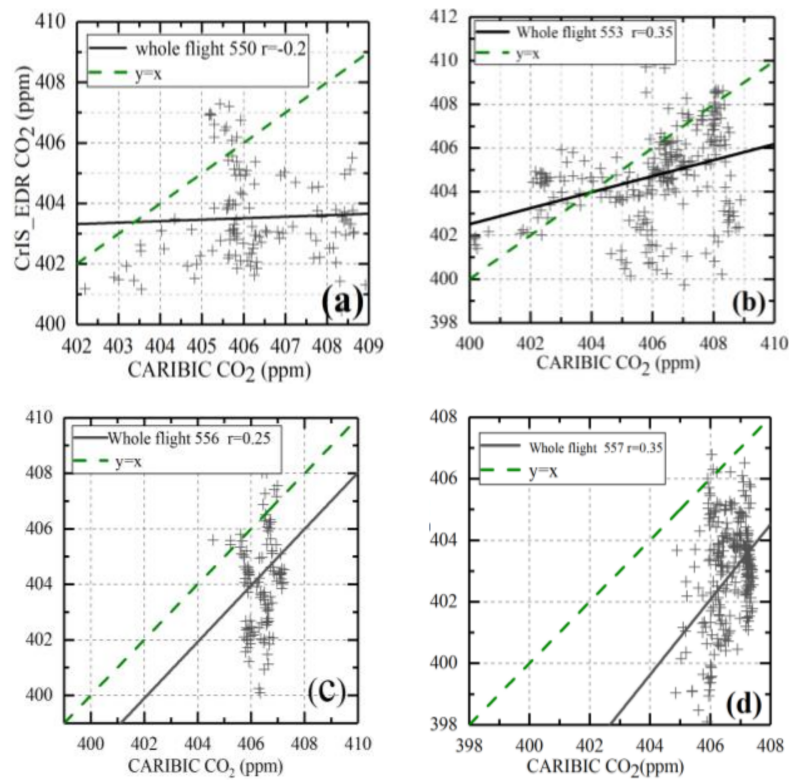 whole flight 550 r=-0.2
y=x
409
408
406
404
402
400
CrIS_EDR CO2 (ppm)
402 403 404 405 406 407 408 409
CARIBIC CO2 (ppm)
(a)
Whole flight 553 r=0.35
y=x
412
410
408
406
404
402
400
398
400 402 404 406 408 410
CARIBIC CO2 (ppm)
(b)
Whole flight 556 r=0.25
y=x
410
408
406
404
402
400
400 402 404 406 408 410
CARIBIC CO2 (ppm)
(c)
Whole flight 557 r=0.35
y=x
408
406
404
402
400
398
398 400 402 404 406 408
CARIBIC CO2(ppm)
(d)